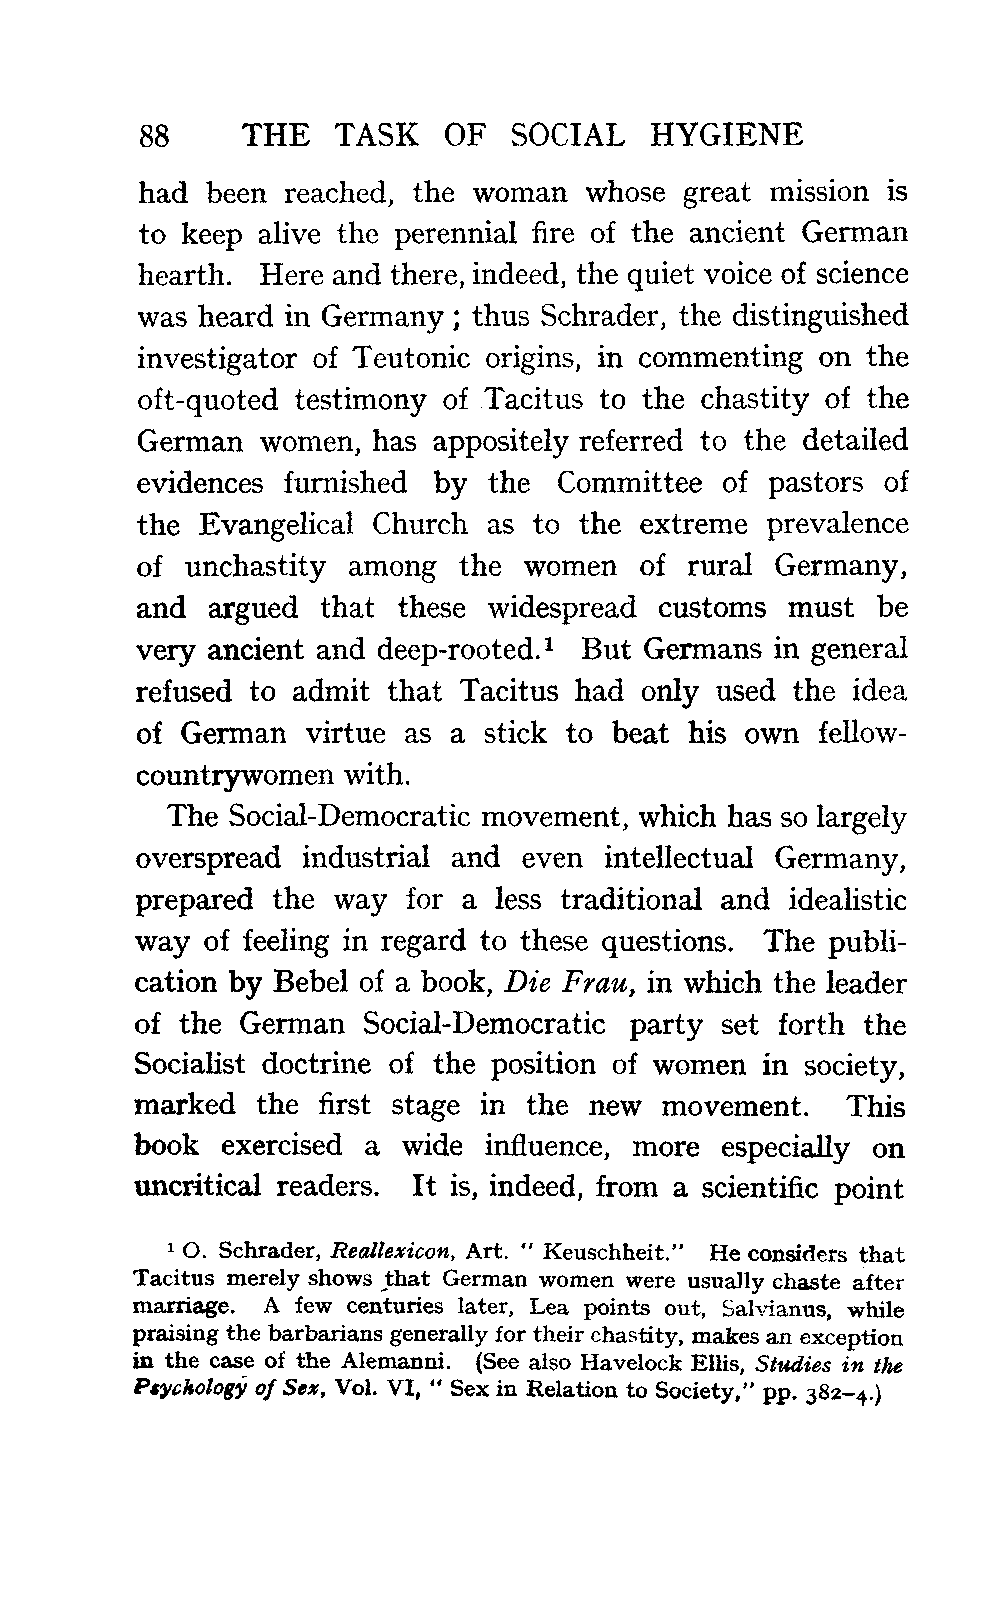 88 THE TASK OF SOCIAL HYGIENE
had been reached, the woman whose great mission is
to keep alive the perennial fire of the ancient German
hearth. Here and there, indeed, the quiet voice of science
was heard in Germany ; thus Schrader, the distinguished
investigator of Teutonic origins, in commenting on the
oft-quoted testimony of Tacitus to the chastity of the
German women, has appositely referred to the detailed
evidences furnished by the Committee of pastors of
the Evangelical Church as to the extreme prevalence
of unchastity among the women of rural Germany,
and argued that these widespread customs must be
very ancient and deep-rooted.¹ But Germans in general
refused to admit that Tacitus had only used the idea
of German virtue as a stick to beat his own fellow-
countrywomen with.
The Social-Democratic movement, which has so largely
overspread industrial and even intellectual Germany,
prepared the way for a less traditional and idealistic
way of feeling in regard to these questions. The publi-
cation by Bebel of a book, Die Frau, in which the leader
of the German Social-Democratic party set forth the
Socialist doctrine of the position of women in society,
marked the first stage in the new movement. This
book exercised a wide influence, more especially on
uncritical readers. It is, indeed, from a scientific point
¹ O. Schrader, Reallexicon, Art. " Keuschheit." He considers that
Tacitus merely shows that German women were usually chaste after
marriage. A few centuries later, Lea points out, Salvianus, while
praising the barbarians generally for their chastity, makes an exception
in the case of the Alemanni. (See also Havelock Ellis, Studies in the
Psychology of Sex, Vol. VI, " Sex in Relation to Society," pp. 382–4.)